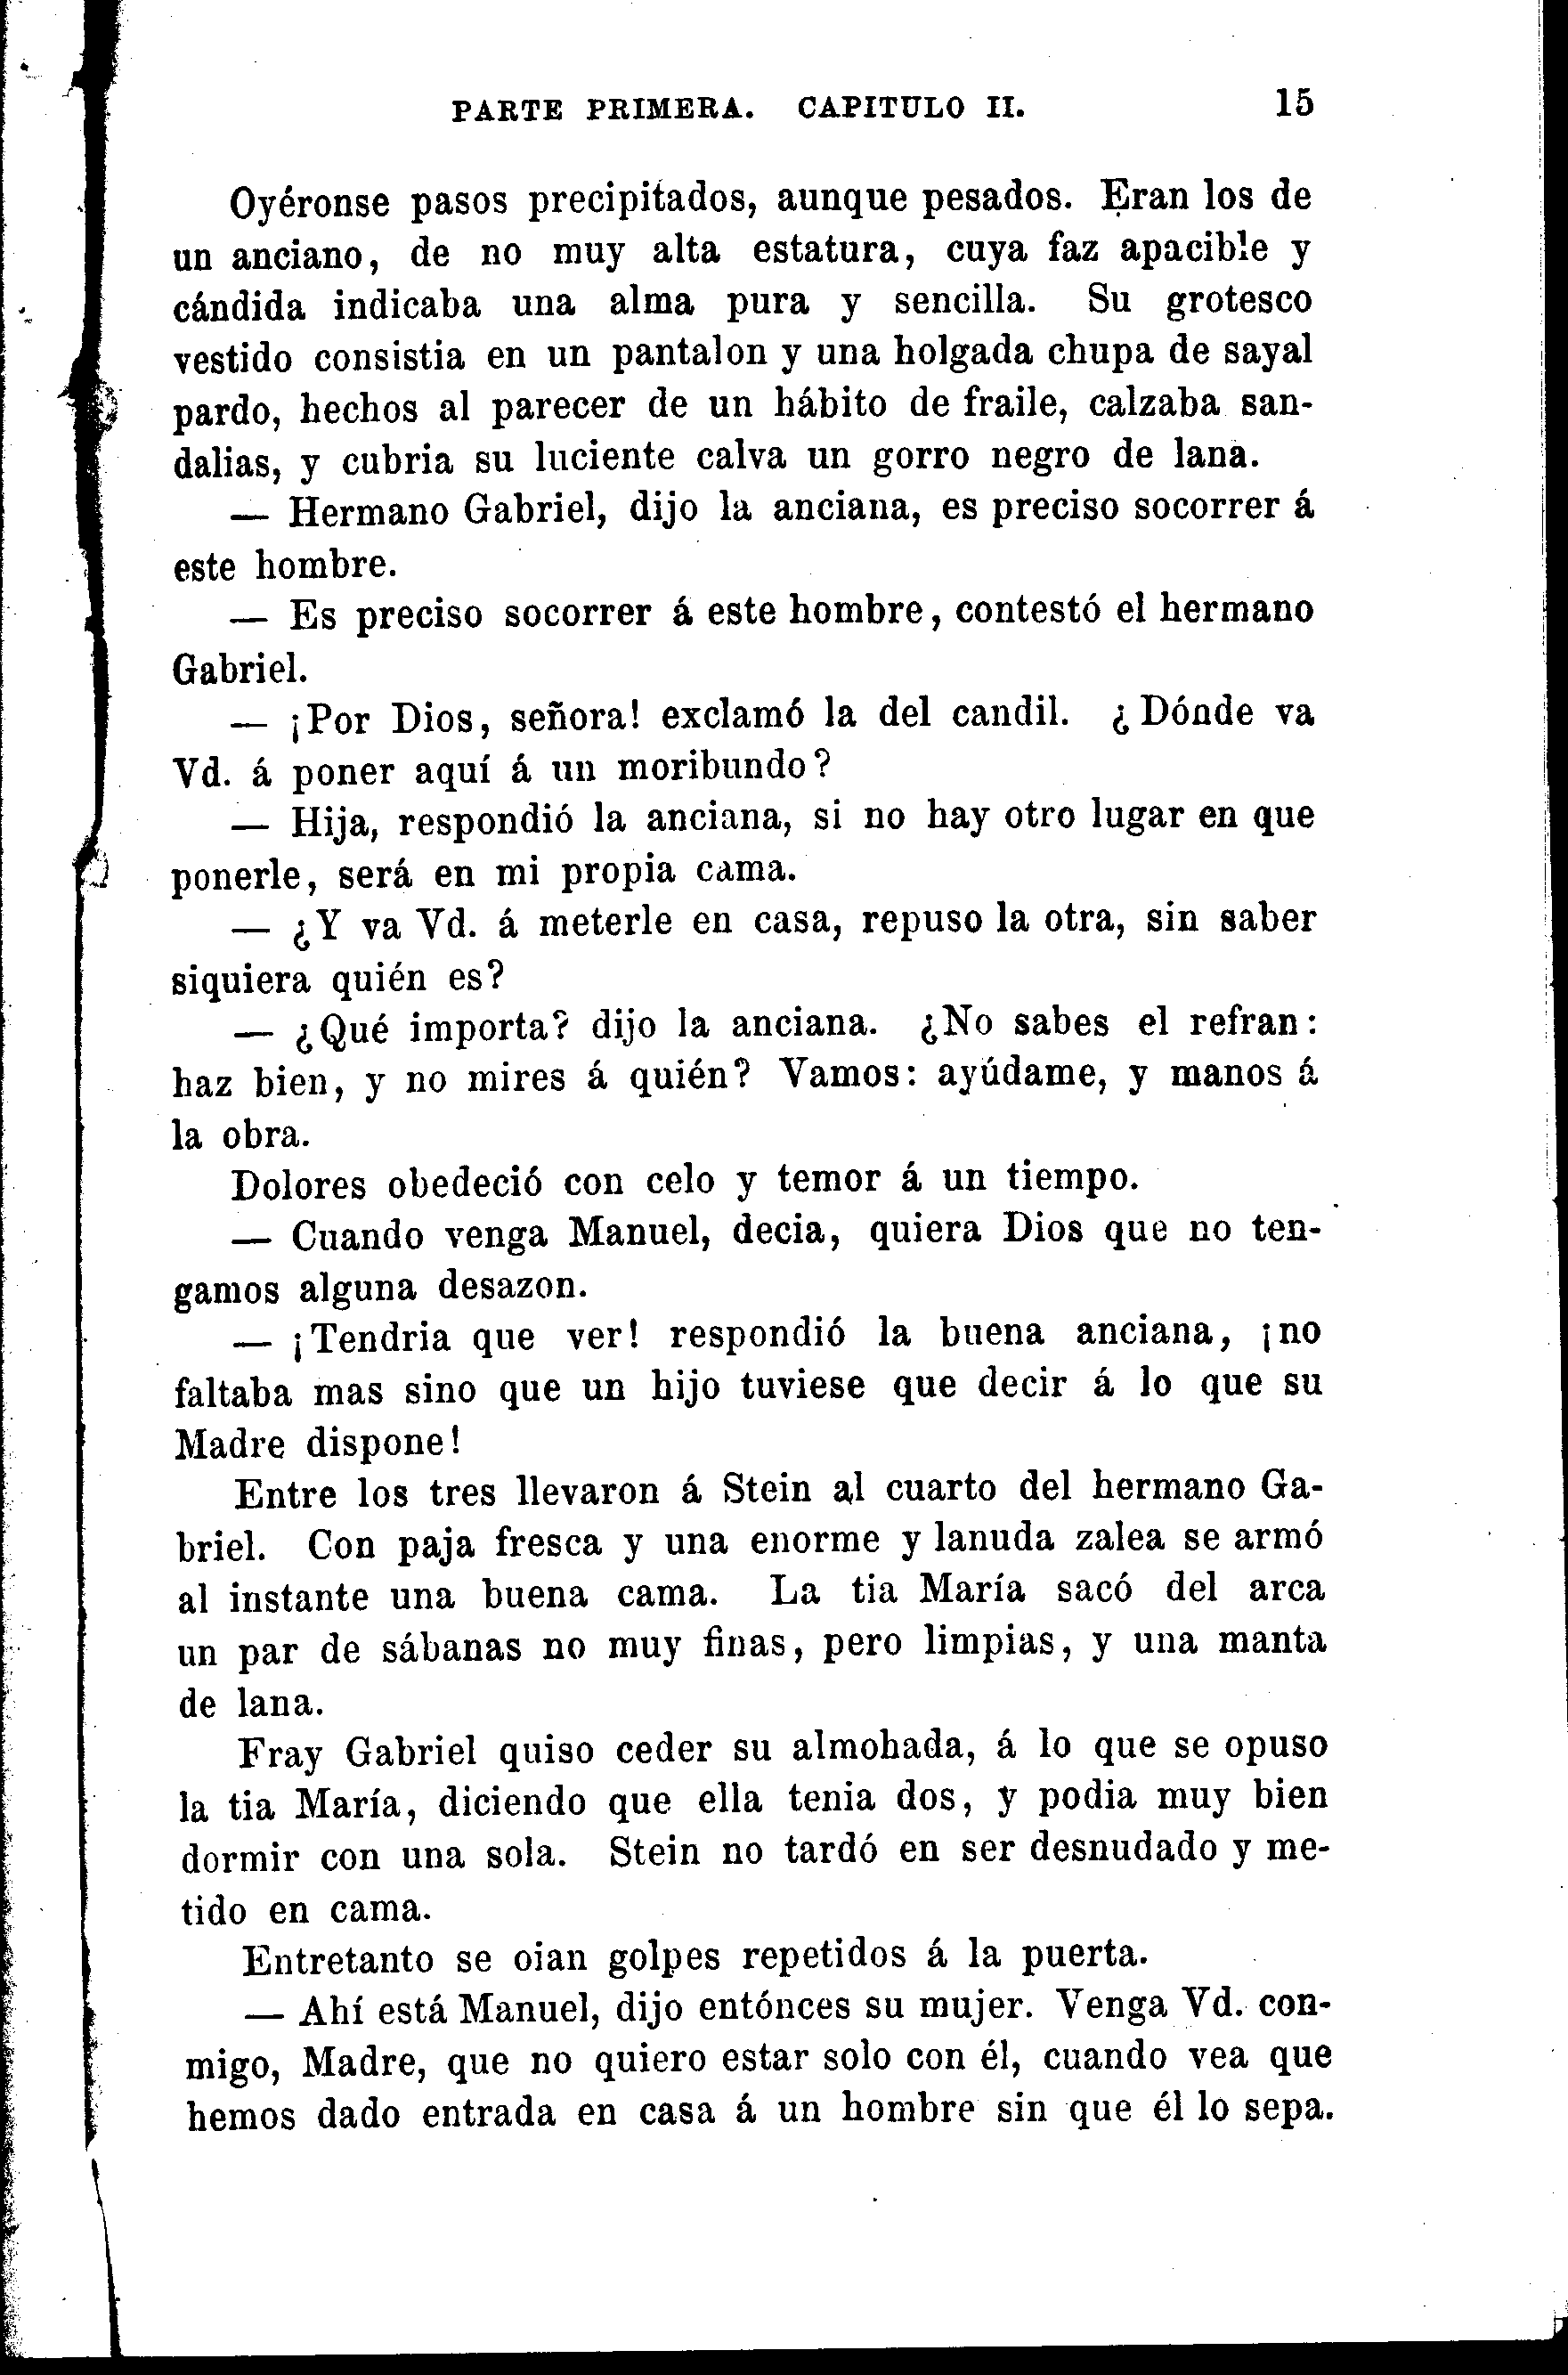 PARTE PRIMERA. CAPITULO II. 15
Oyéronse pasos precipitados, aunque pesados. Eran los de
un anciano, de no muy alta estatura, cuya faz apacible y
cándida indicaba una alma pura y sencilla. Su grotesco
vestido consistia en un pantalon y una holgada chupa de sayal
pardo, hechos al parecer de un hábito de fraile, calzaba san-
dalias, y cubria su luciente calva un gorro negro de lana.
— Hermano Gabriel, dijo la anciana, es preciso socorrer á
este hombre.
— Es preciso socorrer á este hombre, contestó el hermano
Gabriel.
— ¡Por Dios, señora! exclamó la del candil. ¿Dónde va
Vd. á poner aquí á un moribundo?
— Hija, respondió la anciana, si no hay otro lugar en que
ponerle, será en mi propia cama.
— ¿Y va Vd. á meterle en casa, repuso la otra, sin saber
siquiera quién es?
— ¿Qué importa? dijo la anciana. ¿No sabes el refran:
haz bien, y no mires á quién? Vamos: ayúdame, y manos á
la obra.
Dolores obedeció con celo y temor á un tiempo.
— Cuando venga Manuel, decia, quiera Dios que no ten-
gamos alguna desazon.
— ¡Tendria que ver! respondió la buena anciana, ¡no
faltaba mas sino que un hijo tuviese que decir á lo que su
Madre dispone!
Entre los tres llevaron á Stein al cuarto del hermano Ga-
briel. Con paja fresca y una enorme y lanuda zalea se armó
al instante una buena cama. La tia María sacó del arca
un par de sábanas no muy finas, pero limpias, y una manta
de lana.
Fray Gabriel quiso ceder su almohada, á lo que se opuso
la tia María, diciendo que ella tenia dos, y podia muy bien
dormir con una sola. Stein no tardó en ser desnudado y me-
tido en cama.
Entretanto se oian golpes repetidos á la puerta.
— Ahí está Manuel, dijo entónces su mujer. Venga Vd. con-
migo, Madre, que no quiero estar solo con él, cuando vea que
hemos dado entrada en casa á un hombre sin que él lo sepa.